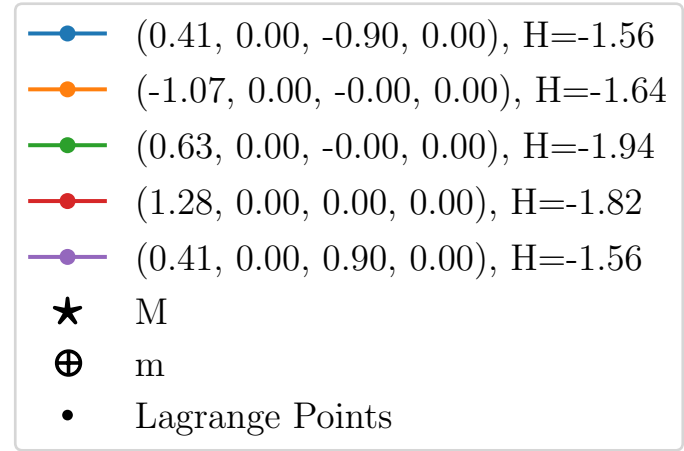 (0.41, 0.00, -0.90, 0.00), H=-1.56
(-1.07, 0.00, -0.00, 0.00), H=-1.64
(0.63, 0.00, -0.00, 0.00), H=-1.94
(1.28, 0.00, 0.00, 0.00), H=-1.82
(0.41, 0.00, 0.90, 0.00), H=-1.56
M
m
Lagrange Points